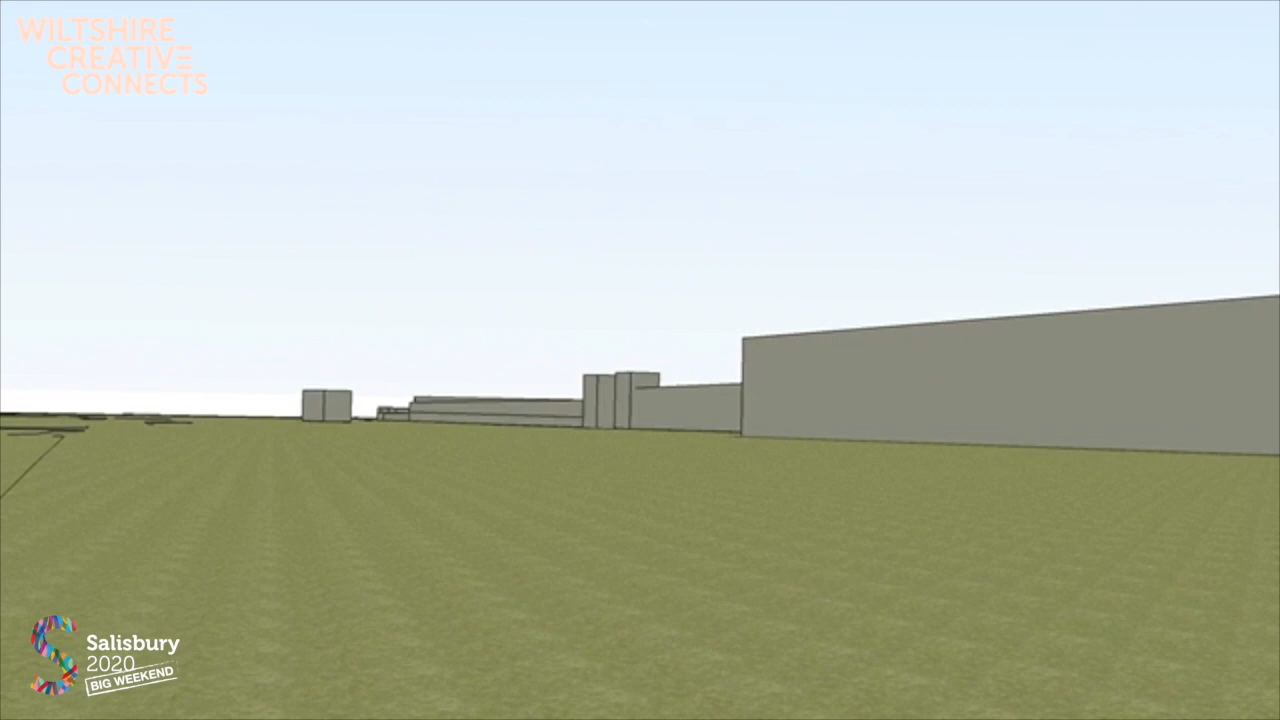 WILTSHIRE
CREATIVE
CONNECTS
Salisbury
2020
BIG WEEKEND